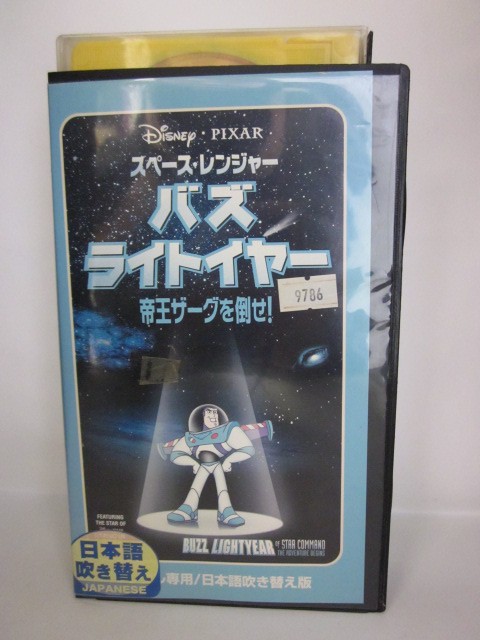 DISNEY・PIXAR
スペース・レンジャー
バズ
ライトイヤー
帝王ザーグを倒せ!
9786
FEATURING
THE STAR OF
BUZZ LIGHTYEAR OF STAR COMMAND
THE ADVENTURE BEGINS
日本語
吹き替え
JAPANESE
専用/日本語吹き替え版